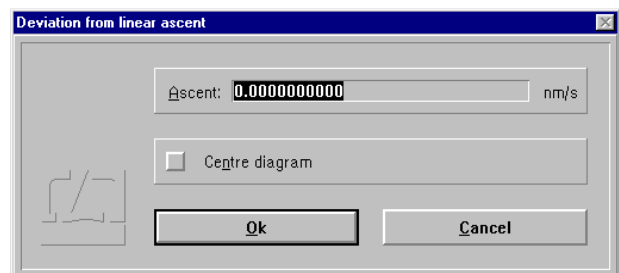 Deviation from linear ascent
Ascent: 0.0000000000 nm/s
Centre diagram
Ok Cancel